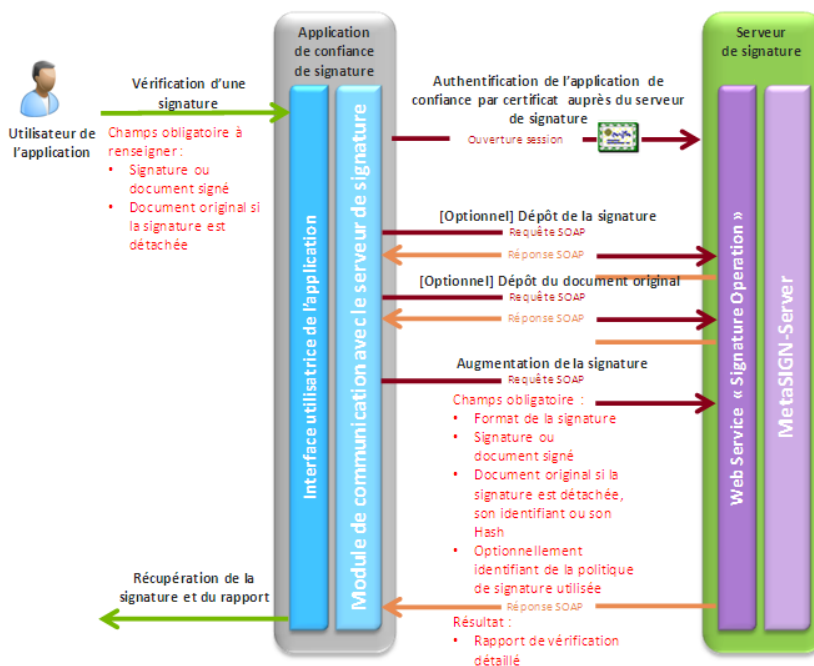 Application
de confiance
de signature
Serveur
de signature
Vérification d'une
signature
Utilisateur de
l'application
Champs obligatoire à
renseigner :
• Signature ou
document signé
• Document original si
la signature est
détachée
Interface utilisatrice de l'application
Module de communication avec le serveur de signature
Authentification de l'application de
confiance par certificat auprès du serveur
de signature
Ouverture session
[Optionnel] Dépôt de la signature
Requête SOAP
Réponse SOAP
[Optionnel] Dépôt du document original
Requête SOAP
Réponse SOAP
Augmentation de la signature
Requête SOAP
Champs obligatoire :
• Format de la signature
• Signature ou
document signé
• Document original si la
signature est détachée,
son identifiant ou son
Hash
• Optionnellement
identifiant de la politique
de signature utilisée
Réponse SOAP
Résultat :
• Rapport de vérification
détaillé
Web Service « Signature Operation »
MetaSIGN-Server
Récupération de la
signature et du rapport